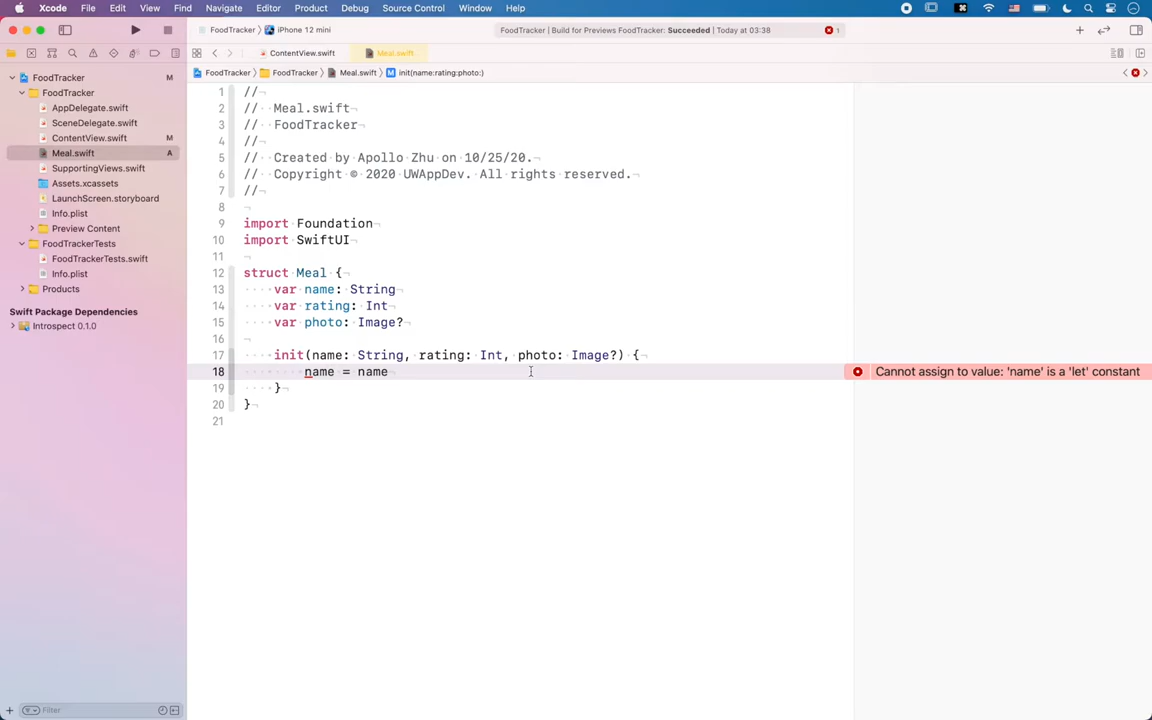 Xcode File Edit View Find Navigate Editor Product Debug Source Control Window Help
FoodTracker iPhone 12 mini
FoodTracker | Build for Previews FoodTracker: Succeeded | Today at 03:38 1
ContentView.swift Meal.swift
FoodTracker FoodTracker Meal.swift M init(name:rating:photo:)
FoodTracker M
FoodTracker
AppDelegate.swift
SceneDelegate.swift
ContentView.swift M
Meal.swift A
SupportingViews.swift
Assets.xcassets
LaunchScreen.storyboard
Info.plist
Preview Content
FoodTrackerTests
FoodTrackerTests.swift
Info.plist
Products
Swift Package Dependencies
Introspect 0.1.0
Filter
1 //
2 // Meal.swift
3 // FoodTracker
4 //
5 // Created by Apollo Zhu on 10/25/20.
6 // Copyright © 2020 UWAppDev. All rights reserved.
7 //
8
9 import Foundation
10 import SwiftUI
11
12 struct Meal {
13 var name: String
14 var rating: Int
15 var photo: Image?
16
17 init(name: String, rating: Int, photo: Image?) {
18 name = name
19 }
20 }
21
Cannot assign to value: 'name' is a 'let' constant